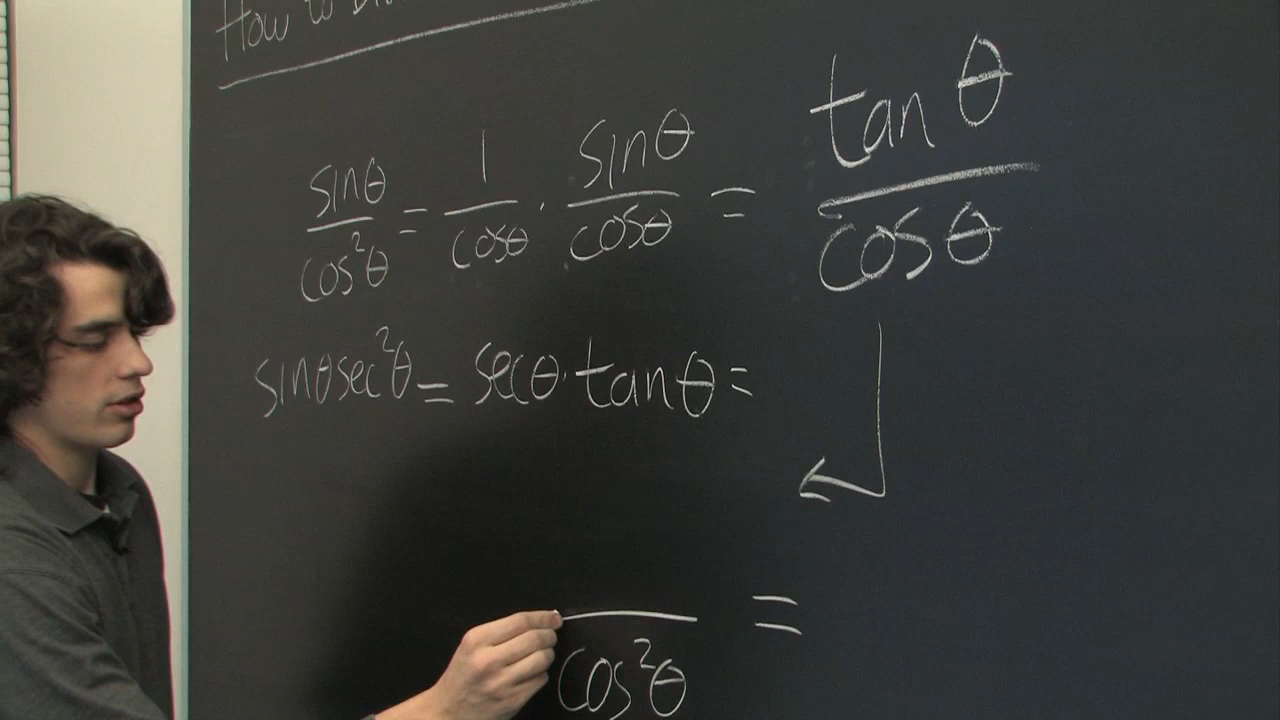 How to
sinθ/cos²θ = 1/cosθ · sinθ/cosθ = tanθ/cosθ
sinθsec²θ = secθ·tanθ =
/cos²θ =